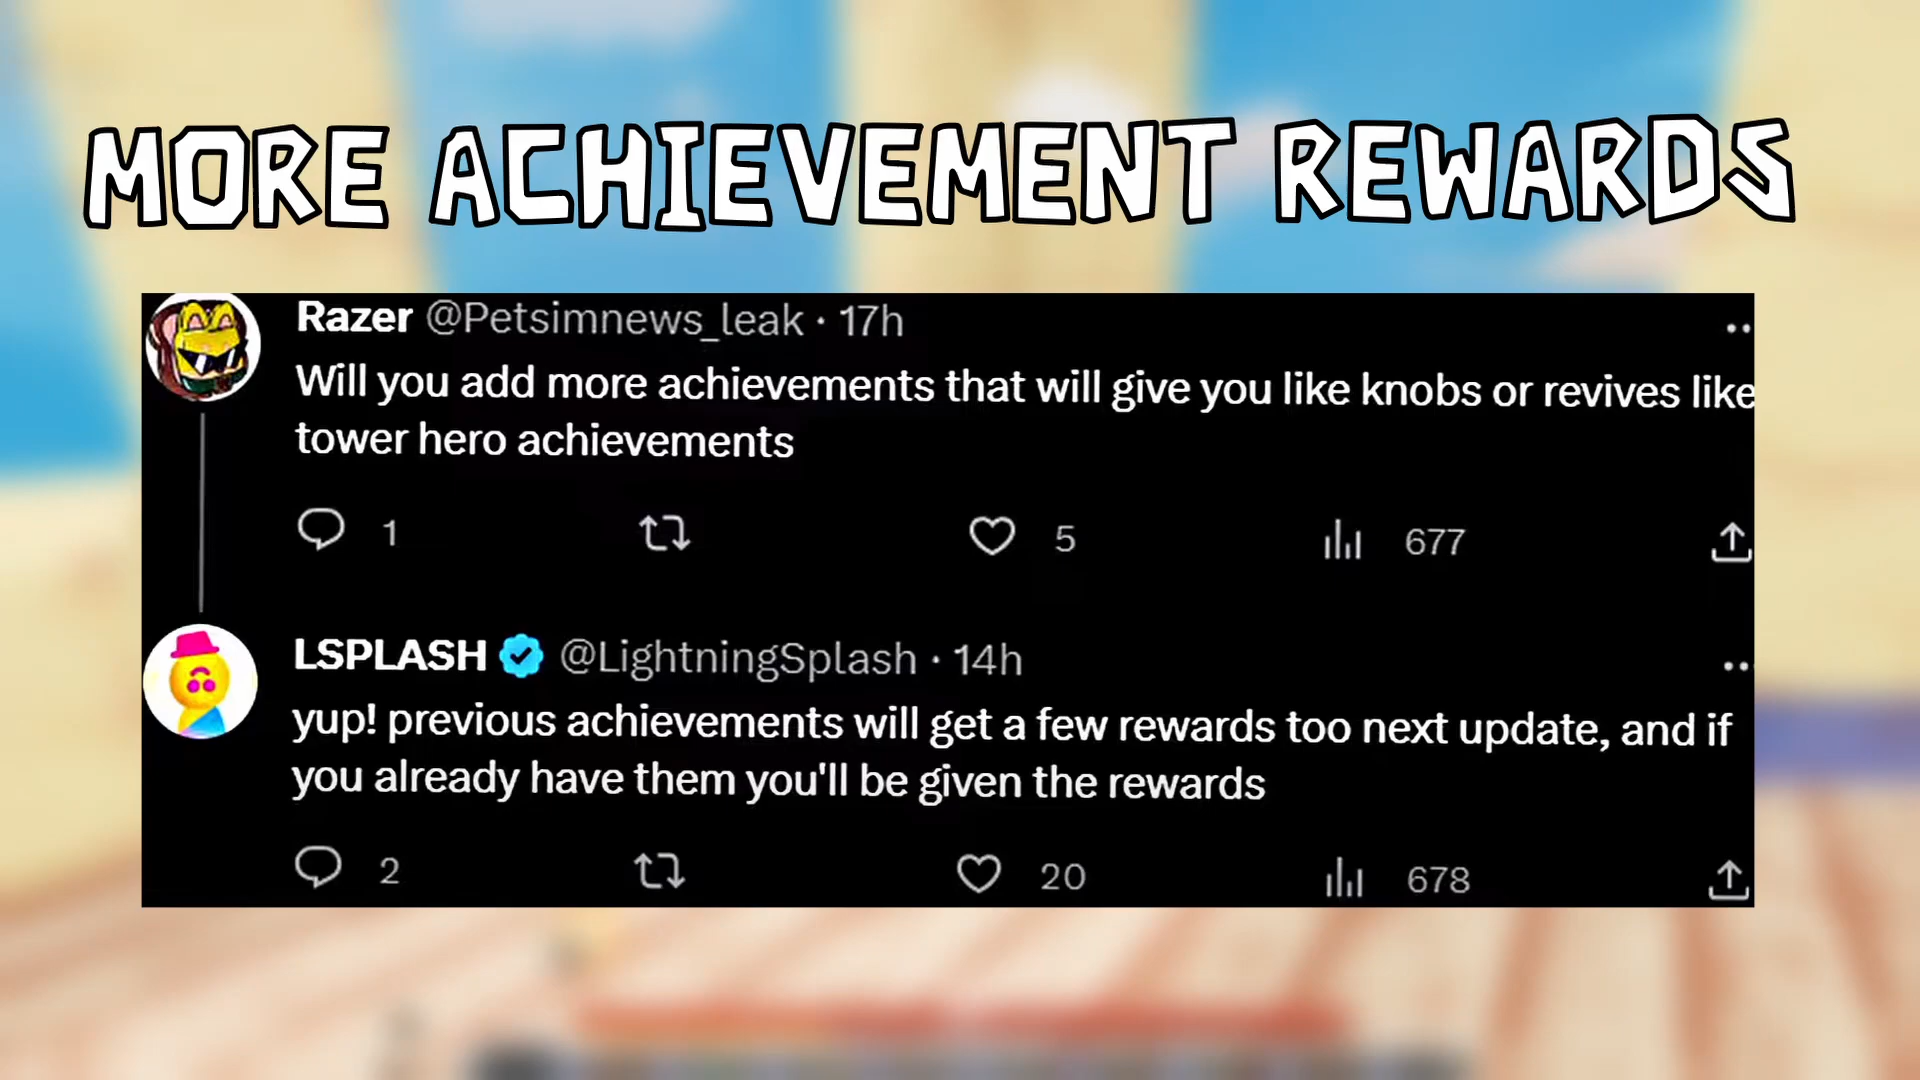 MORE ACHIEVEMENT REWARDS
Razer @Petsimnews_leak · 17h
Will you add more achievements that will give you like knobs or revives like
tower hero achievements
1 5 677
LSPLASH @LightningSplash · 14h
yup! previous achievements will get a few rewards too next update, and if
you already have them you'll be given the rewards
2 20 678